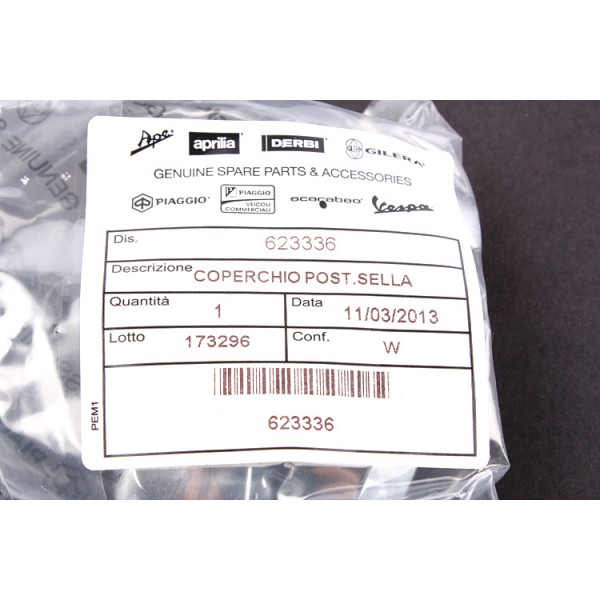 Ape aprilia DERBI GILERA
GENUINE SPARE PARTS & ACCESSORIES
PIAGGIO PIAGGIO VEICOLI COMMERCIALI scarabeo Vespa
Dis. 623336
Descrizione COPERCHIO POST.SELLA
Quantità 1 Data 11/03/2013
Lotto 173296 Conf. W
623336
PEM1
GENUINE